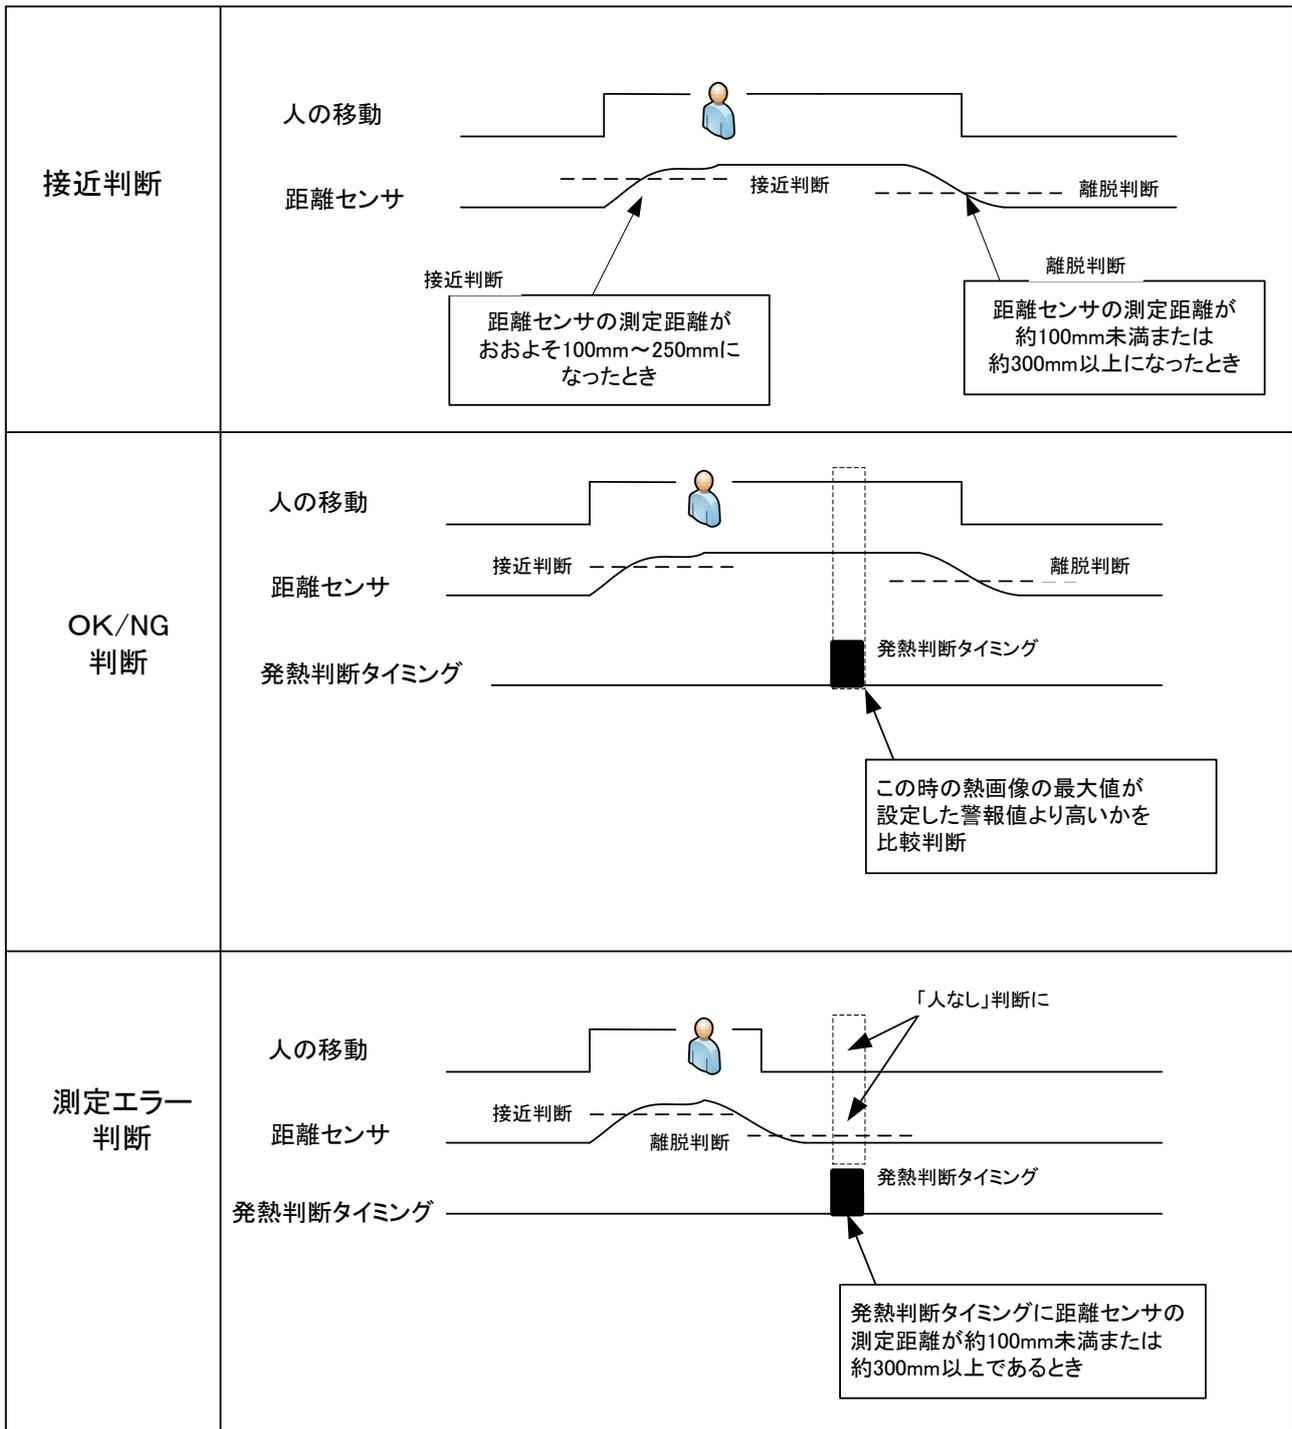 接近判断
人の移動
距離センサ
接近判断
離脱判断
接近判断
距離センサの測定距離が
おおよそ100mm～250mmに
なったとき
離脱判断
距離センサの測定距離が
約100mm未満または
約300mm以上になったとき
OK/NG
判断
人の移動
距離センサ
接近判断
離脱判断
発熱判断タイミング
発熱判断タイミング
この時の熱画像の最大値が
設定した警報値より高いかを
比較判断
測定エラー
判断
「人なし」判断に
人の移動
距離センサ
接近判断
離脱判断
発熱判断タイミング
発熱判断タイミング
発熱判断タイミングに距離センサの
測定距離が約100mm未満または
約300mm以上であるとき